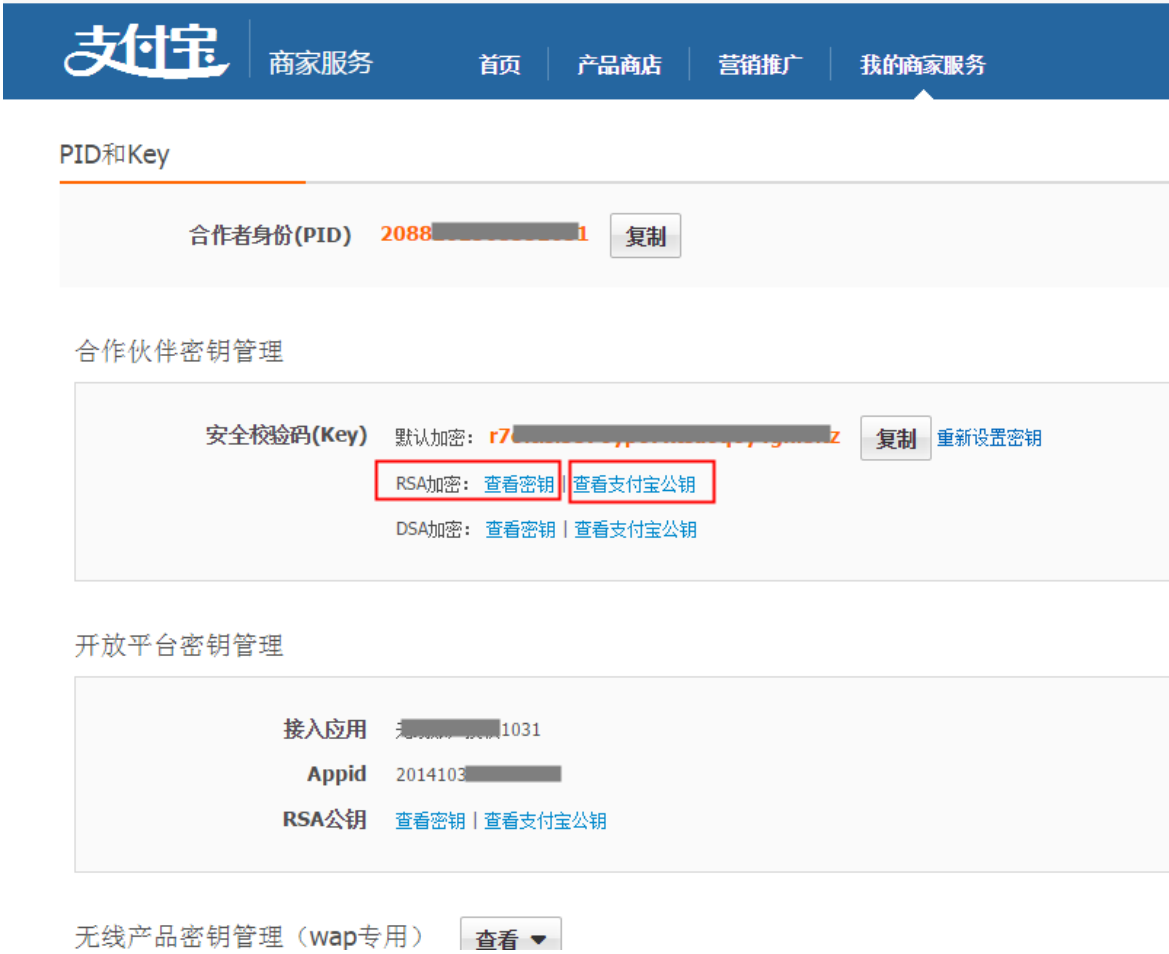 支付宝 商家服务 首页 产品商店 营销推广 我的商家服务
PID和Key
合作者身份(PID) 2088 1 复制
合作伙伴密钥管理
安全校验码(Key) 默认加密： r7 z 复制 重新设置密钥
RSA加密： 查看密钥 | 查看支付宝公钥
DSA加密： 查看密钥 | 查看支付宝公钥
开放平台密钥管理
接入应用 1031
Appid 2014103
RSA公钥 查看密钥 | 查看支付宝公钥
无线产品密钥管理（wap专用） 查看